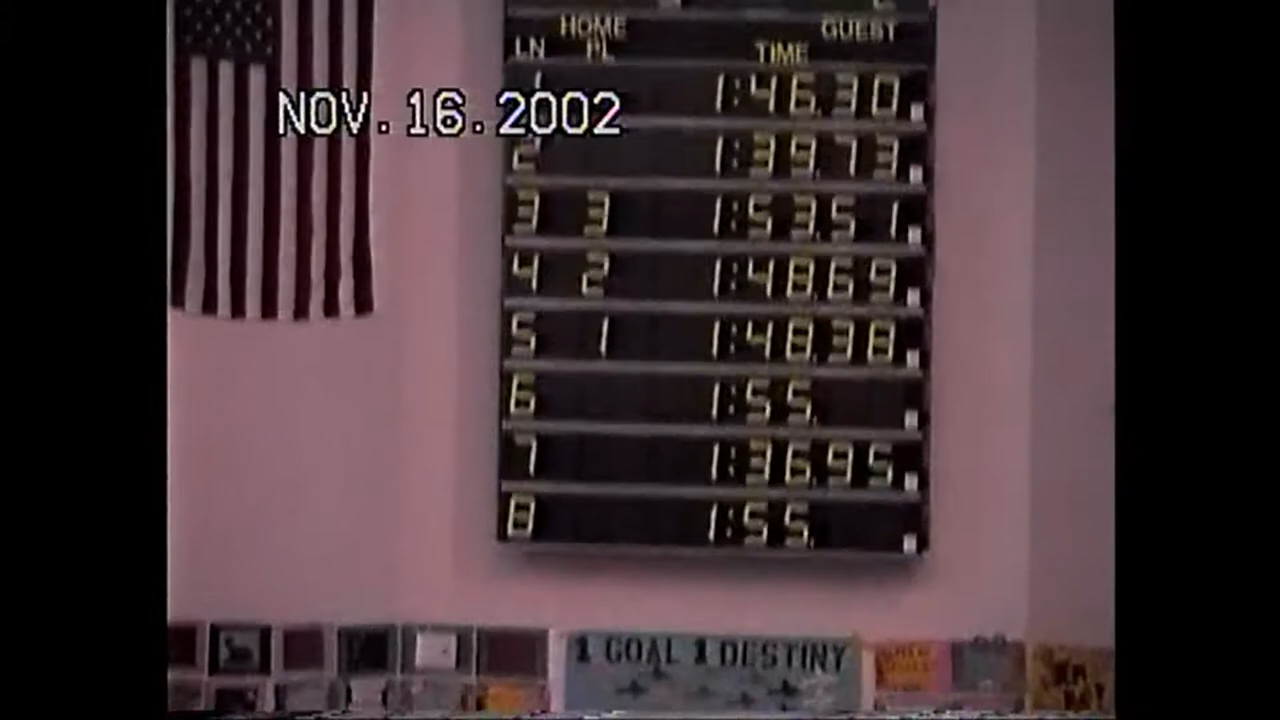 HOME GUEST
LN PL TIME
1 1:46.30
NOV.16.2002
2 1:39.73
3 3 1:53.51
4 2 1:48.69
5 1 1:48.38
6 1:55.
7 1:36.95
8 1:55.
1 GOAL 1 DESTINY